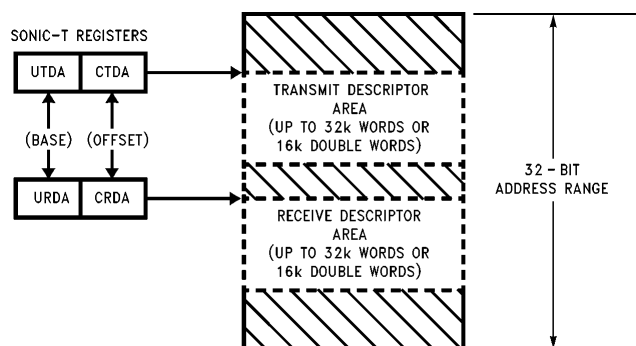 SONIC-T REGISTERS
UTDA CTDA
(BASE) (OFFSET)
URDA CRDA
TRANSMIT DESCRIPTOR
AREA
(UP TO 32k WORDS OR
16k DOUBLE WORDS)
RECEIVE DESCRIPTOR
AREA
(UP TO 32k WORDS OR
16k DOUBLE WORDS)
32-BIT
ADDRESS RANGE